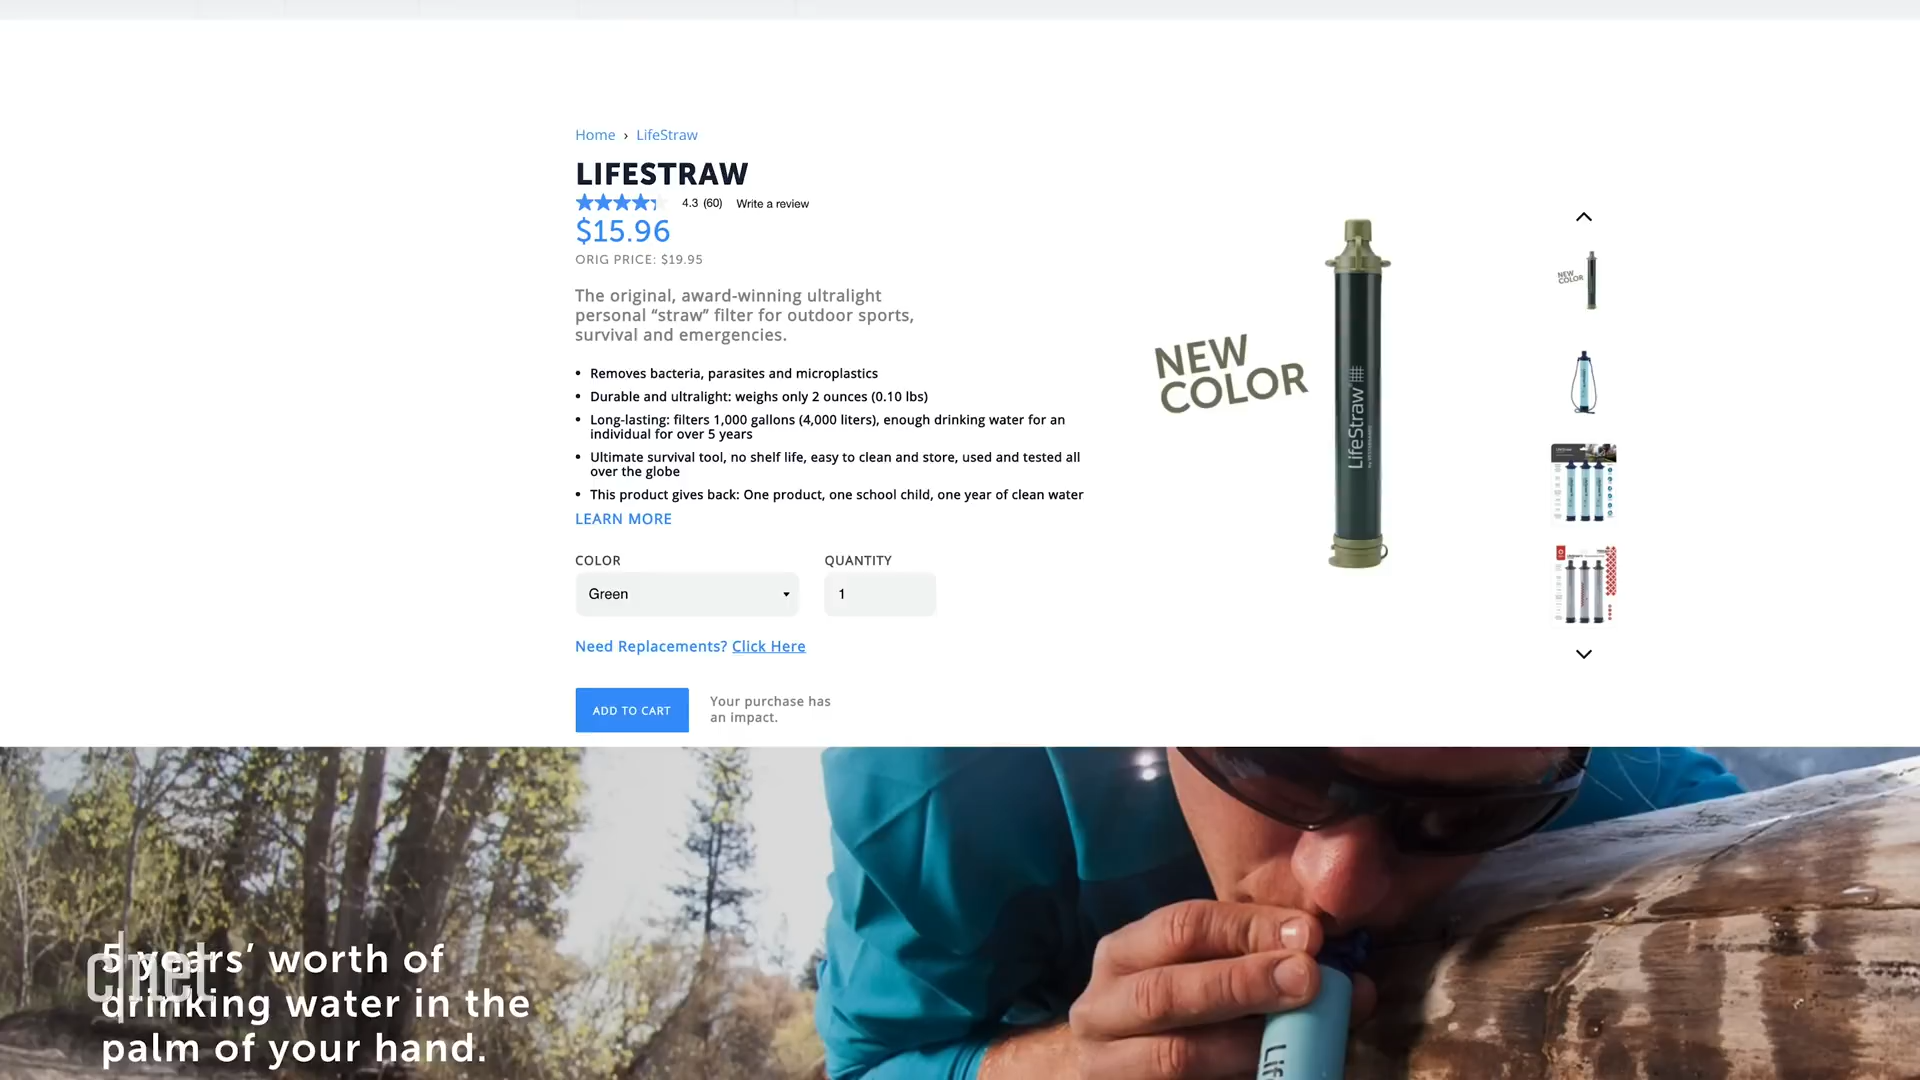 Home › LifeStraw
LIFESTRAW
4.3 (60) Write a review
$15.96
ORIG PRICE: $19.95
The original, award-winning ultralight
personal “straw” filter for outdoor sports,
survival and emergencies.
• Removes bacteria, parasites and microplastics
• Durable and ultralight: weighs only 2 ounces (0.10 lbs)
• Long-lasting: filters 1,000 gallons (4,000 liters), enough drinking water for an
individual for over 5 years
• Ultimate survival tool, no shelf life, easy to clean and store, used and tested all
over the globe
• This product gives back: One product, one school child, one year of clean water
LEARN MORE
COLOR QUANTITY
Green 1
Need Replacements? Click Here
ADD TO CART
Your purchase has
an impact.
NEW
COLOR
LifeStraw
NEW
COLOR
5 years’ worth of
drinking water in the
palm of your hand.
c|net
Lif